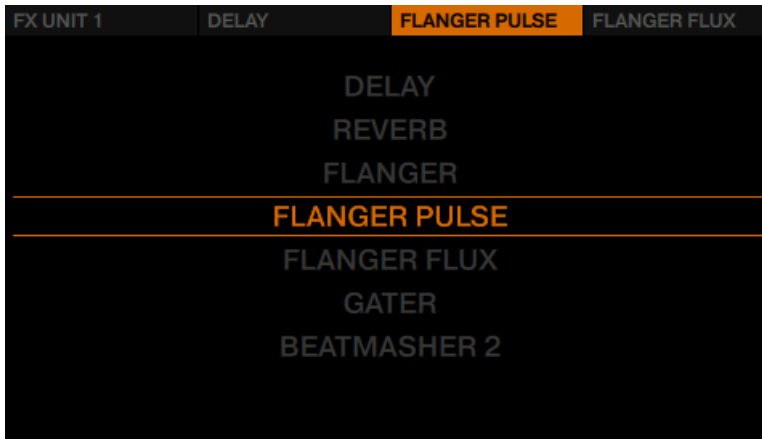 FX UNIT 1 DELAY FLANGER PULSE FLANGER FLUX
DELAY
REVERB
FLANGER
FLANGER PULSE
FLANGER FLUX
GATER
BEATMASHER 2